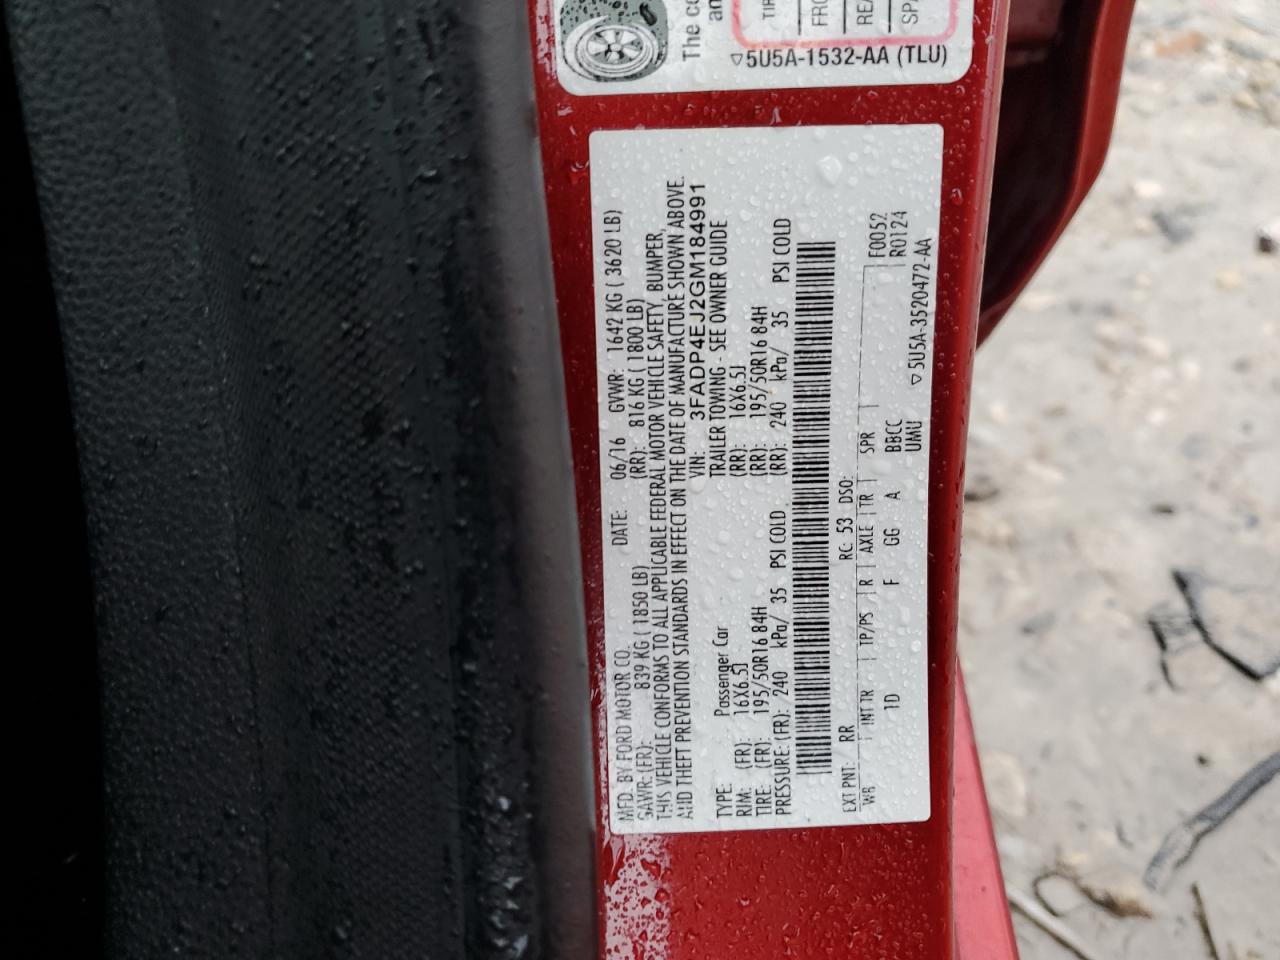 The
an
TIR
FRO
REA
SPA
▽5U5A-1532-AA (TLU)
MFD. BY FORD MOTOR CO. DATE: 06/16 GVWR: 1642 KG ( 3620 LB)
GAWR: (FR): 839 KG ( 1850 LB) (RR): 816 KG ( 1800 LB)
THIS VEHICLE CONFORMS TO ALL APPLICABLE FEDERAL MOTOR VEHICLE SAFETY, BUMPER,
AND THEFT PREVENTION STANDARDS IN EFFECT ON THE DATE OF MANUFACTURE SHOWN ABOVE.
VIN: 3FADP4EJ2GM184991
TYPE: Passenger Car TRAILER TOWING - SEE OWNER GUIDE
RIM: (FR): 16X6.5J (RR): 16X6.5J
TIRE: (FR): 195/50R16 84H (RR): 195/50R16 84H
PRESSURE: (FR): 240 kPa/ 35 PSI COLD (RR): 240 kPa/ 35 PSI COLD
EXT PNT: RR RC: 53 DSO:
WB INT TR TP/PS R AXLE TR SPR F0052
1D F GG A BBCC R0124
UMU
▽5U5A-3520472-AA